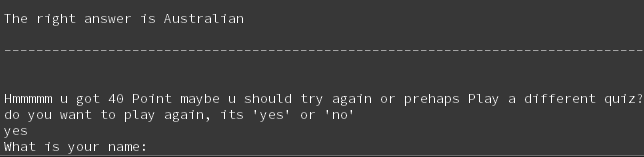 The right answer is Australian
--------------------------------------------------------------------------------
Hmmmmm u got 40 Point maybe u should try again or prehaps Play a different quiz?
do you want to play again, its 'yes' or 'no'
yes
What is your name: